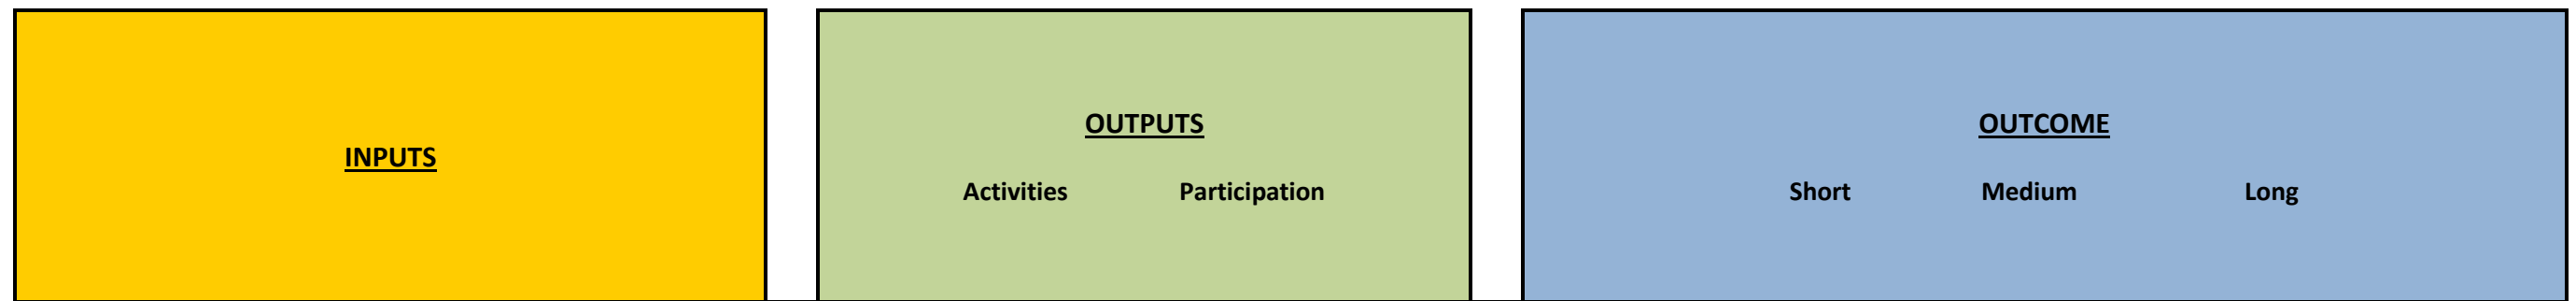 INPUTS
OUTPUTS
Activities Participation
OUTCOME
Short Medium Long